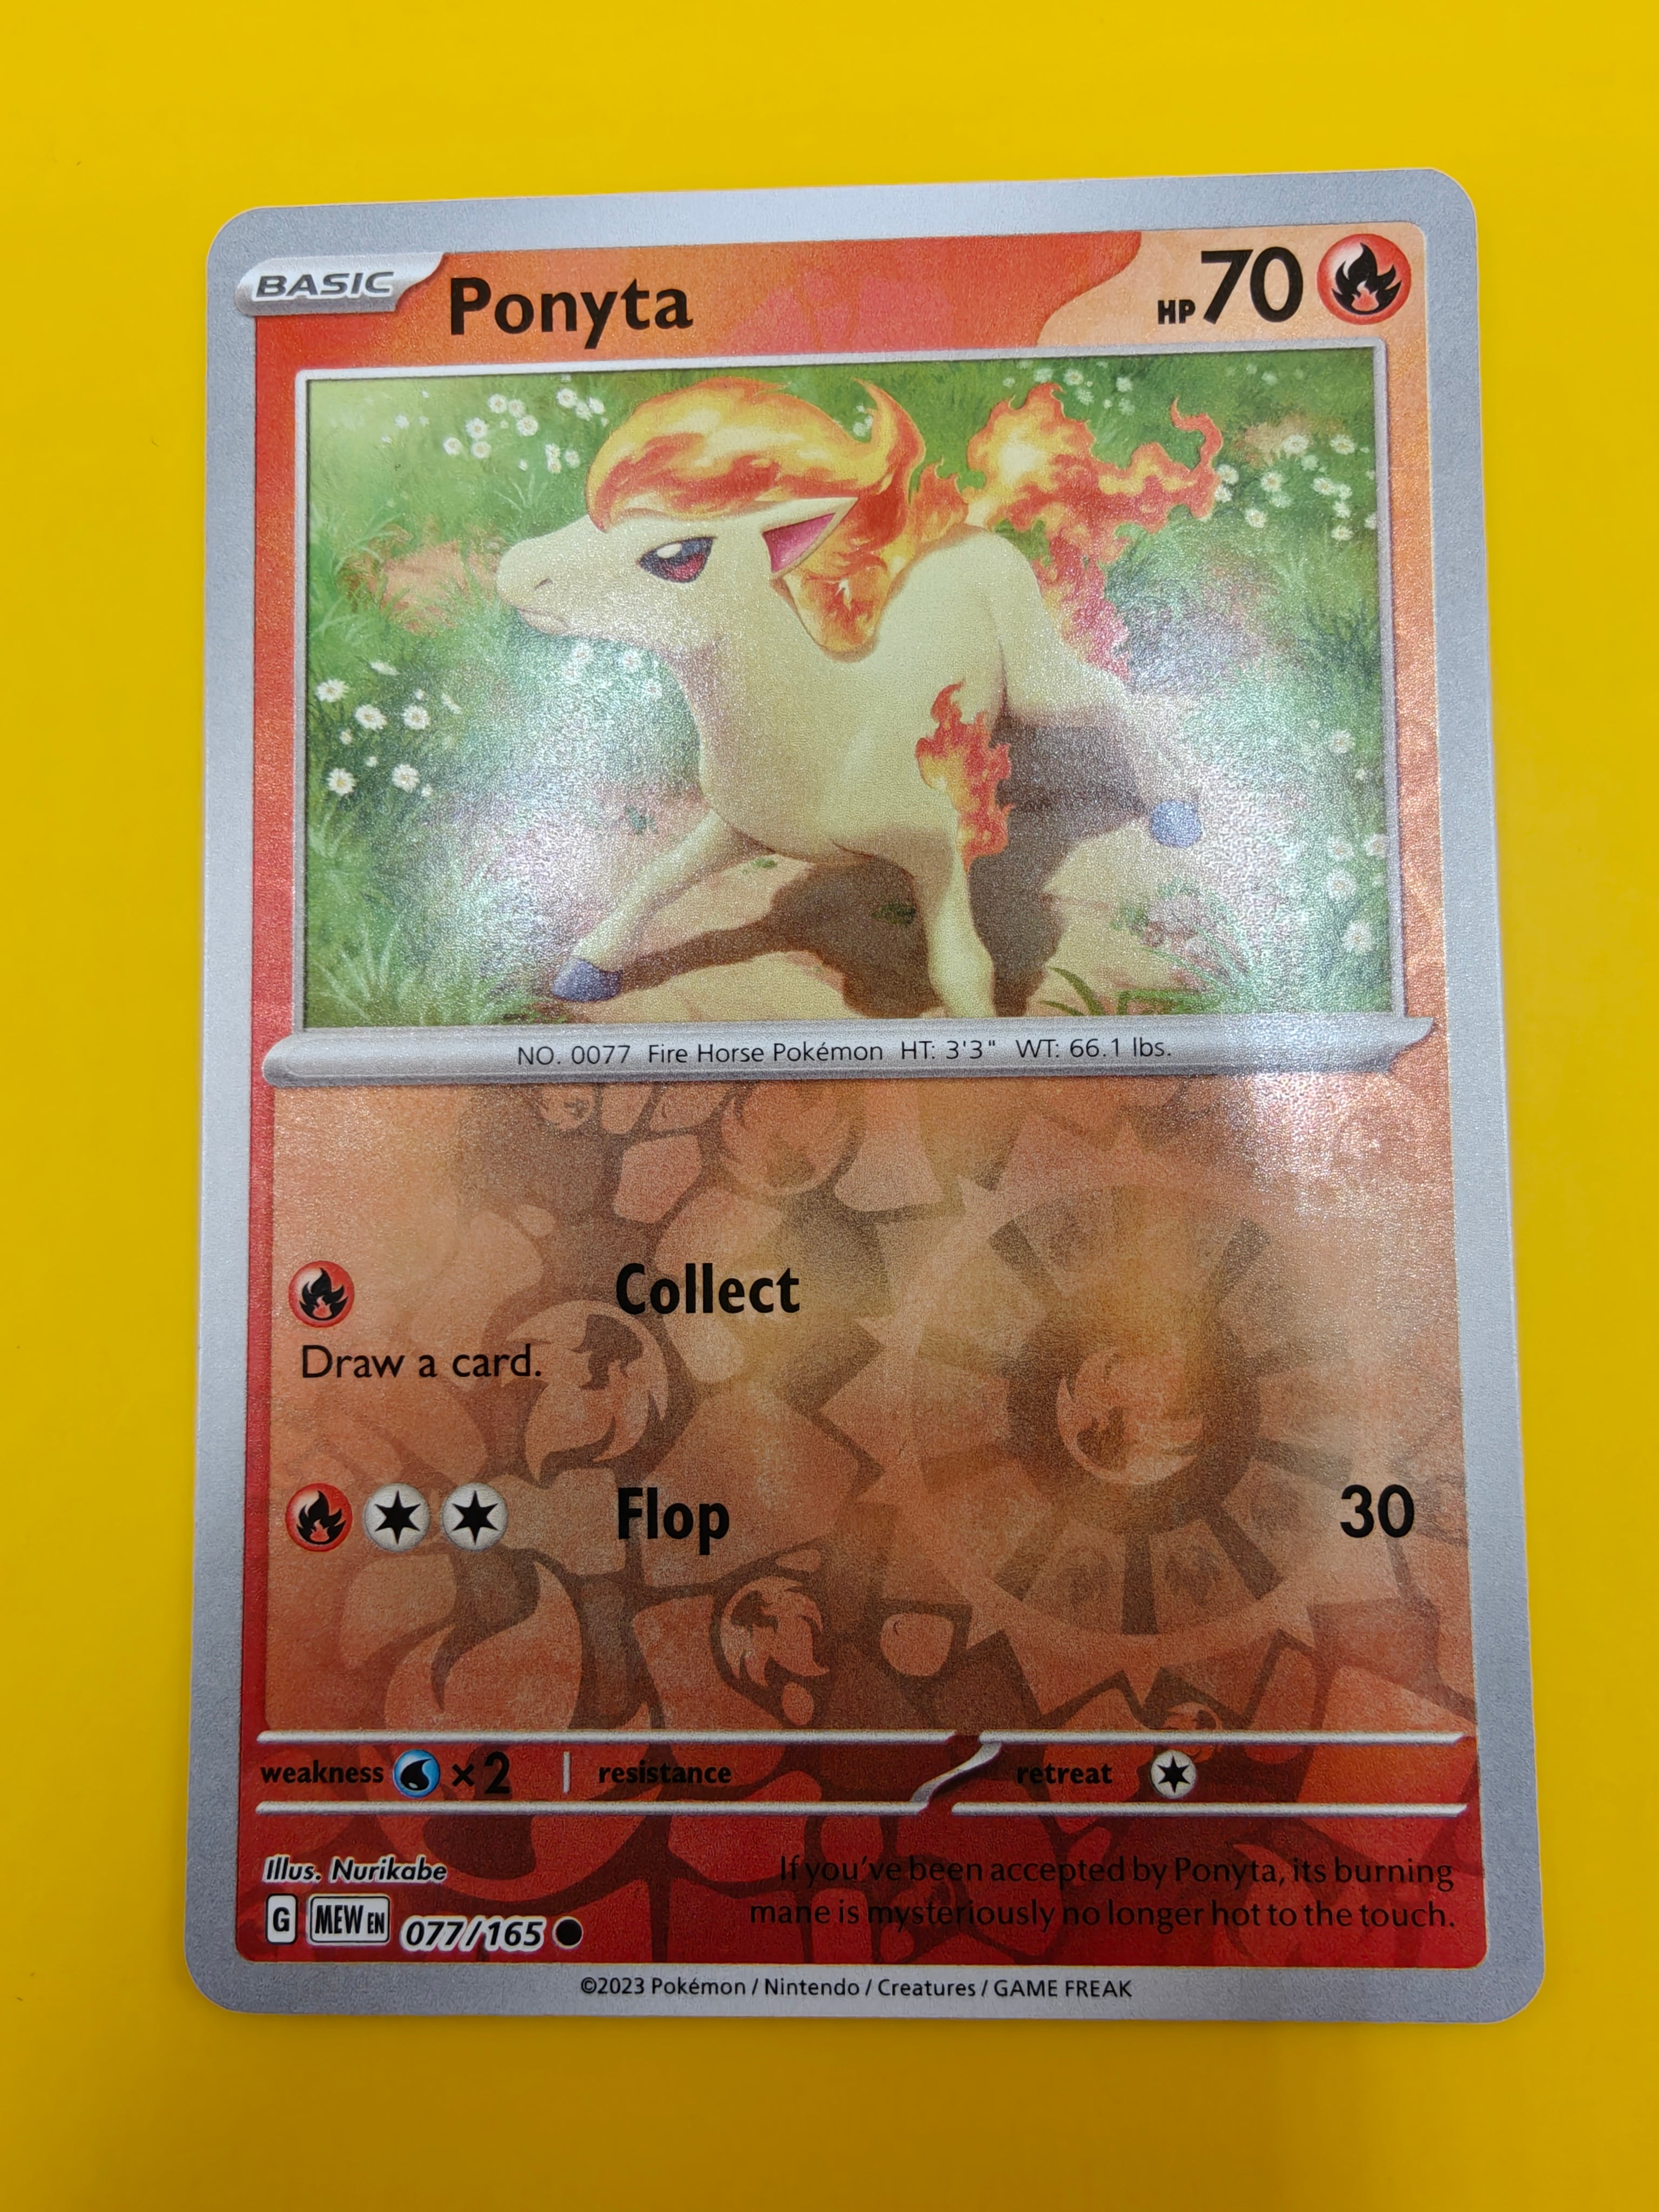 BASIC Ponyta HP 70
NO. 0077 Fire Horse Pokémon HT: 3'3" WT: 66.1 lbs.
Collect
Draw a card.
Flop 30
weakness ×2 resistance retreat
Illus. Nurikabe
If you've been accepted by Ponyta, its burning
mane is mysteriously no longer hot to the touch.
G MEW EN 077/165
©2023 Pokémon / Nintendo / Creatures / GAME FREAK